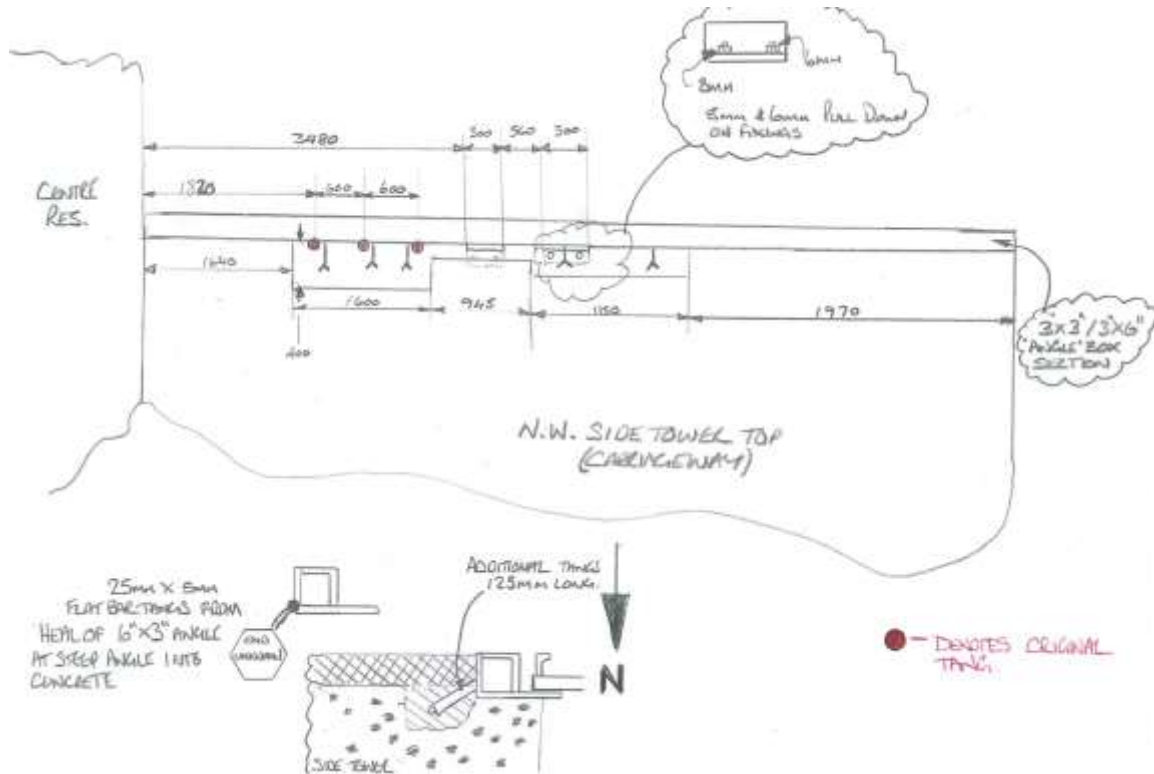 8MM
6MM
8mm & 6mm PULL DOWN
ON FIXINGS
3480
300
560
300
CENTRE
RES.
1820
600
600
1640
1600
945
1150
1970
400
3"X3"/3"X6"
"ANGLE" BOX
SECTION
N.W. SIDE TOWER TOP
(CARRIAGEWAY)
25mm X 6mm
FLAT BAR TANGS FROM
HEAL OF 6"X3" ANGLE
AT STEEP ANGLE INTO
CONCRETE
END
UNKNOWN
ADDITIONAL TANGS
125MM LONG.
N
- DENOTES ORIGINAL
TANG.
SIDE TOWER